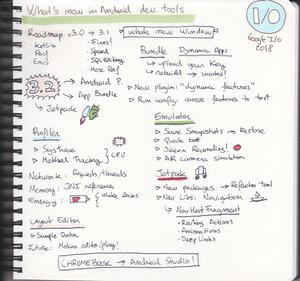 What's new in Android dev. tools
I/O
Google I/O
2018
Roadmap v3.0 → 3.1
- Kotlin
- Perf
- Emu
- Fixes!
- Speed
- SQL editing
- More Perf
3.2
→ Android P.
→ App Bundle
↳ Jetpack
Profiler
▷ Systrace
▷ Method Tracing
CPU
Network: Requests, threads
Memory: JNI references
Energy:
Wake locks
Layout Editor
▷ Sample Data
Future: Motion editor/play!
whats new Window
Bundle Dynamic Apps
↳ upload your key
↳ rebuild → works!
▷ New plugin: "dynamic features"
▷ Run config: choose features to test
Emulator
▷ Save Snapshots → Restore
▷ Quick boot
▷ Screen Recording!
▷ AR camera simulation
Jetpack
▷ New packages → Refactor tool
▷ New Libs: Navigation
↳ NavHostFragment
- Routing Actions
- Animations
- Deep Links
CHROMEBOOK → Android Studio!